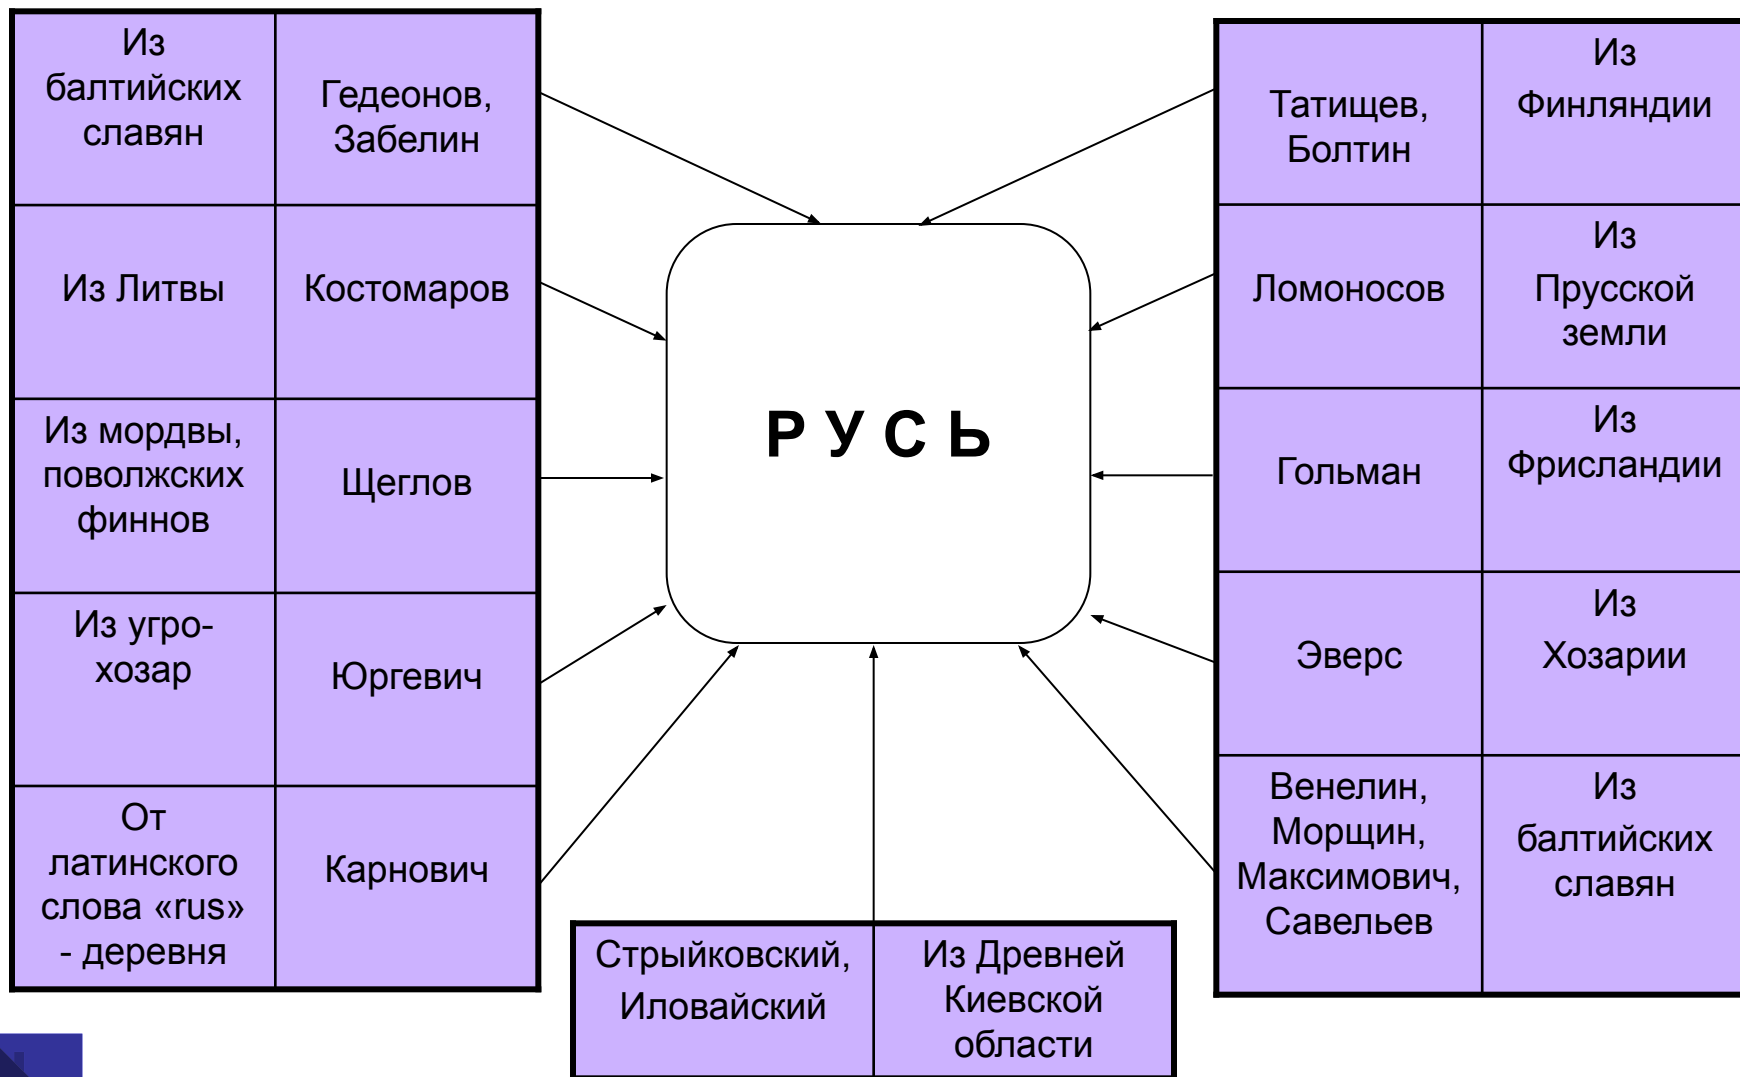 Из
балтийских
славян
Гедеонов,
Забелин
Из Литвы
Костомаров
Из мордвы,
поволжских
финнов
Щеглов
Из угро-
хозар
Юргевич
От
латинского
слова «rus»
- деревня
Карнович
Р У С Ь
Стрыйковский,
Иловайский
Из Древней
Киевской
области
Татищев,
Болтин
Из
Финляндии
Ломоносов
Из
Прусской
земли
Гольман
Из
Фрисландии
Эверс
Из
Хозарии
Венелин,
Морщин,
Максимович,
Савельев
Из
балтийских
славян